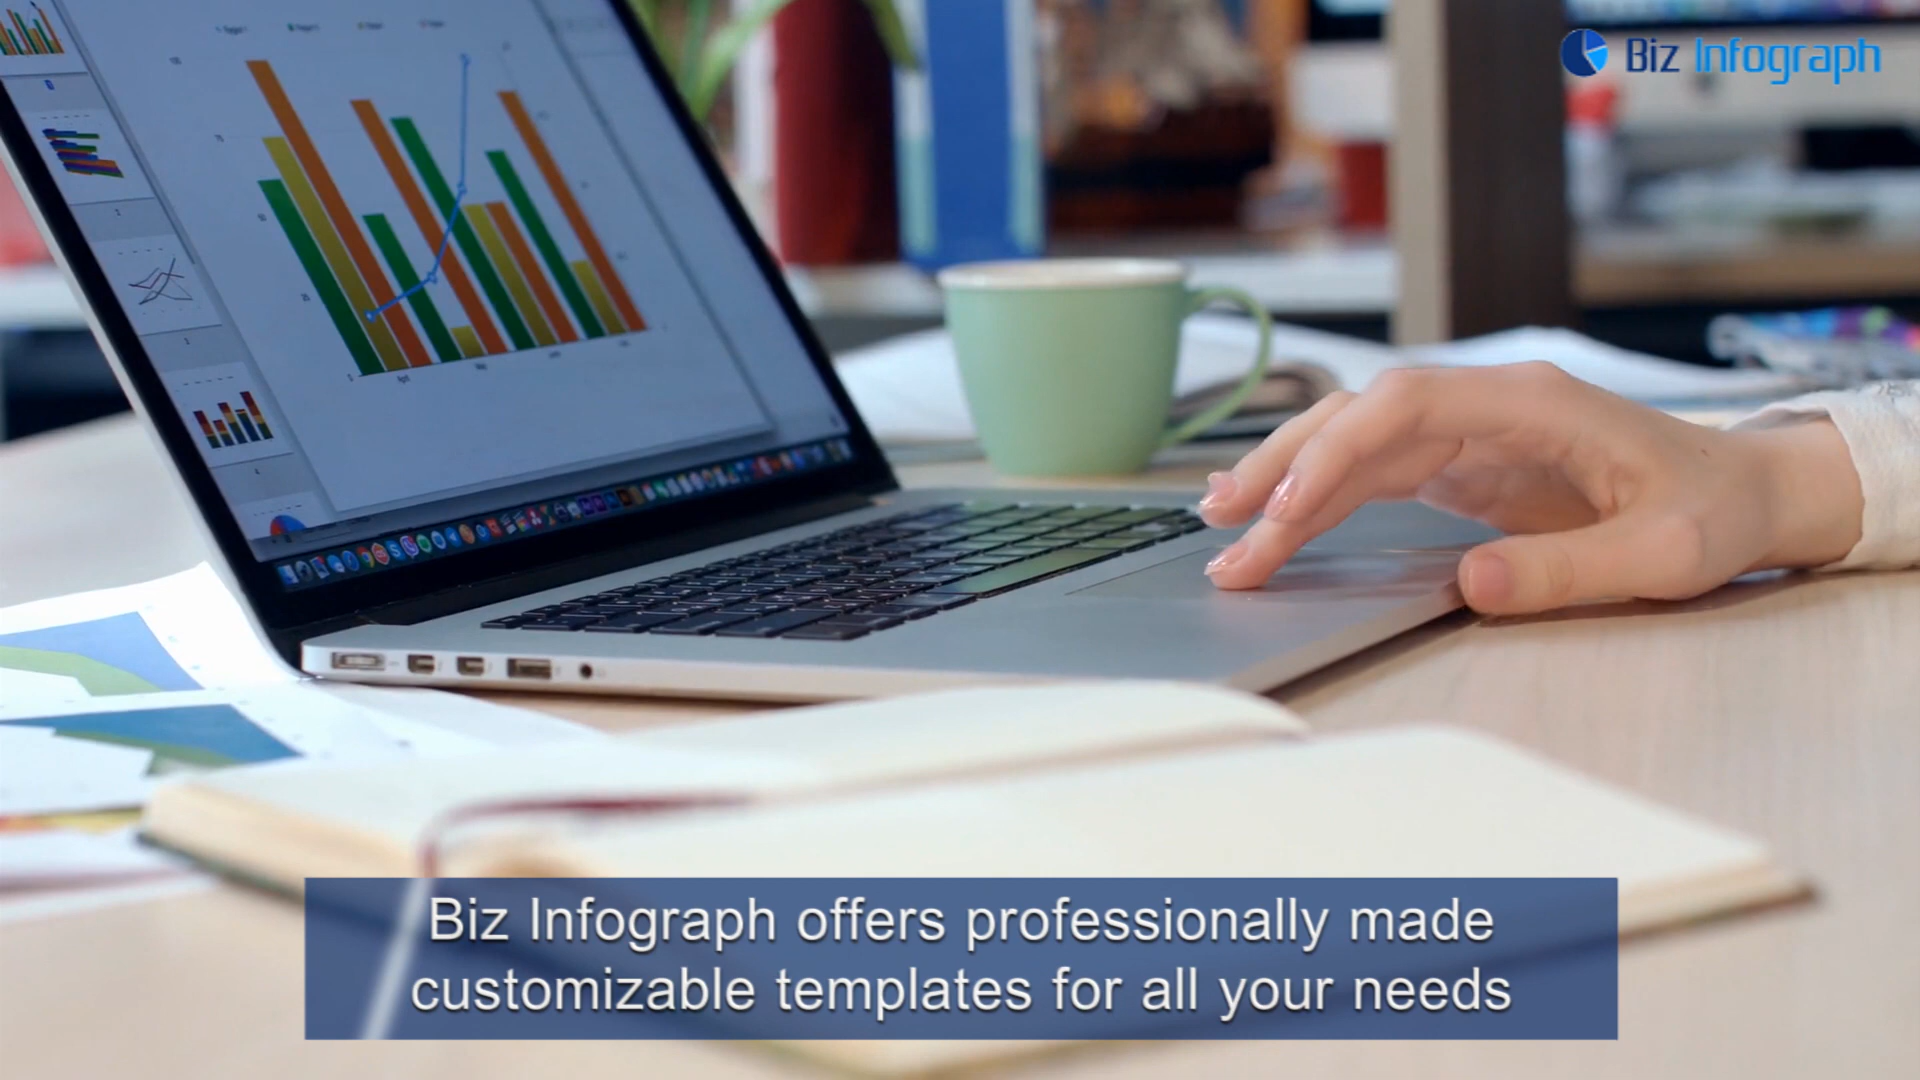 Biz Infograph
Biz Infograph offers professionally made
customizable templates for all your needs